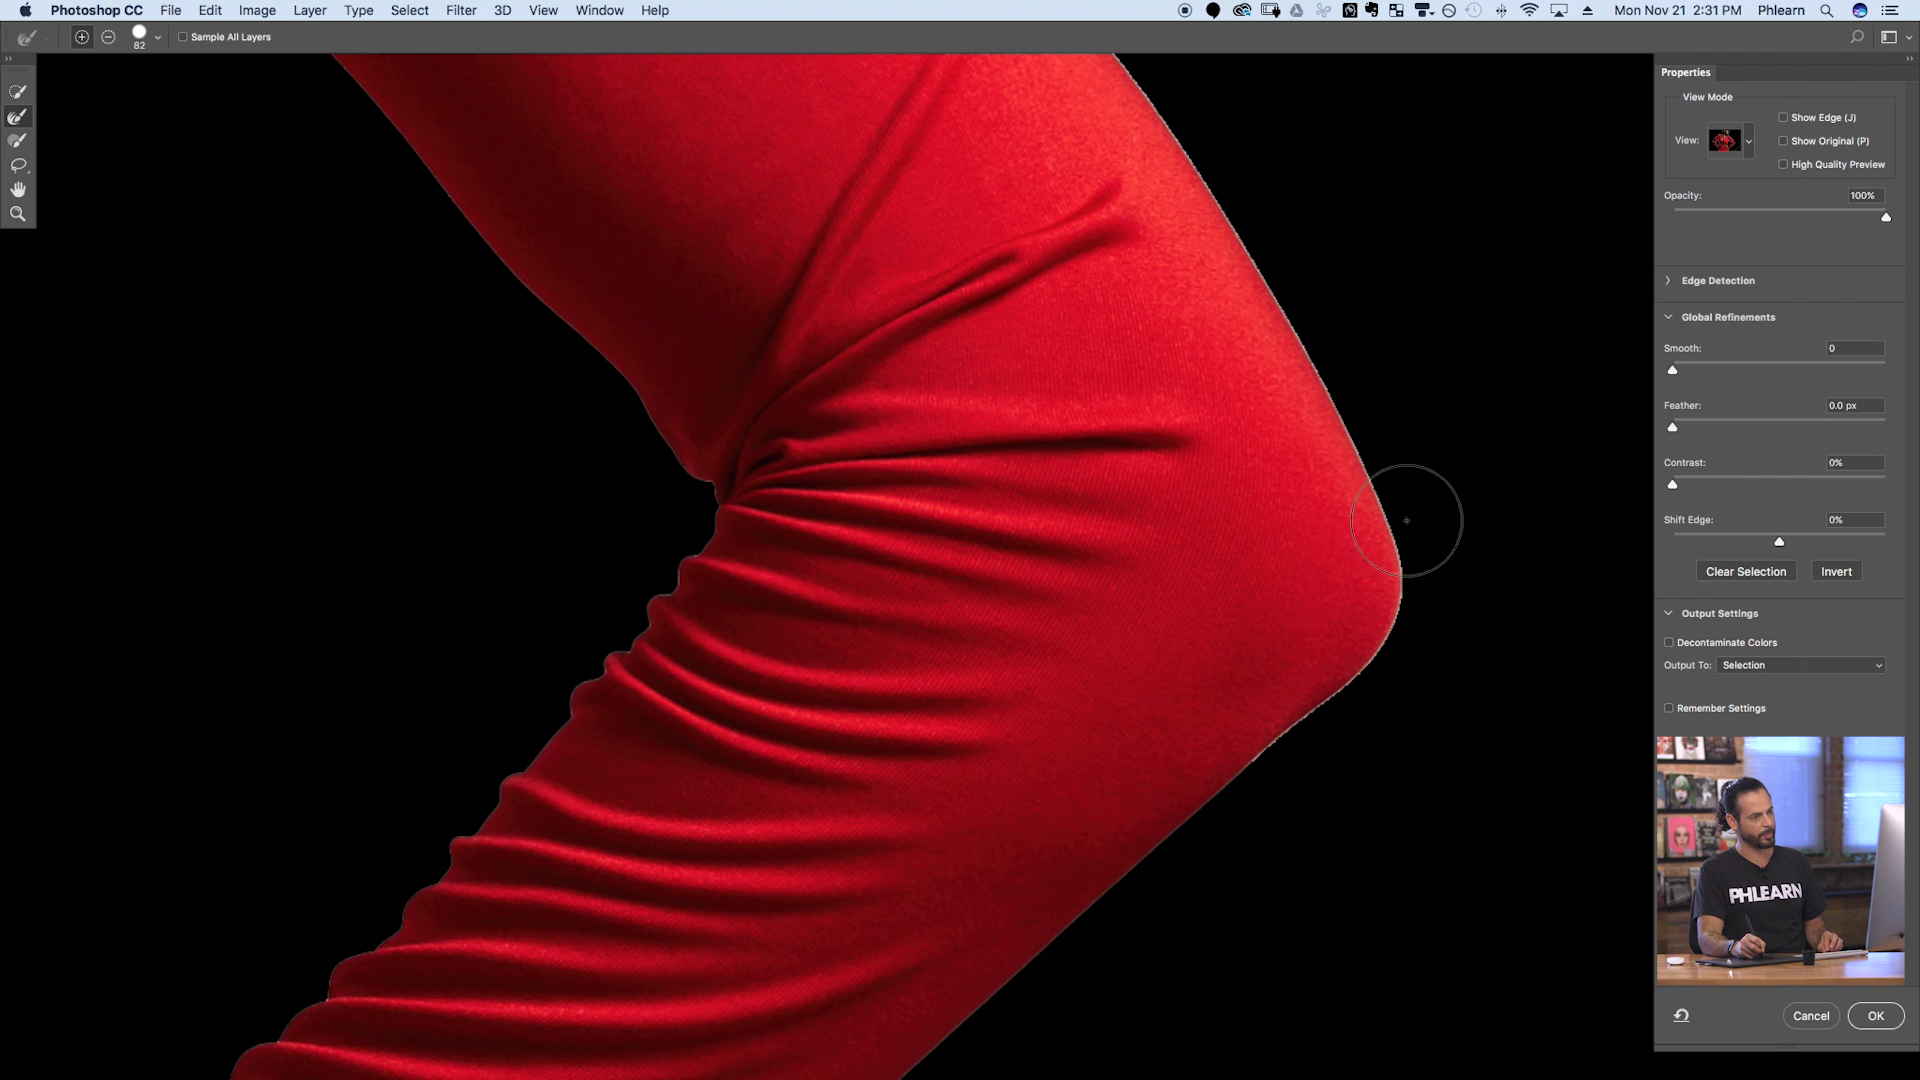 Photoshop CC File Edit Image Layer Type Select Filter 3D View Window Help Mon Nov 21 2:31 PM Phlearn
82 Sample All Layers
Properties
View Mode
View:
Show Edge (J)
Show Original (P)
High Quality Preview
Opacity: 100%
Edge Detection
Global Refinements
Smooth: 0
Feather: 0.0 px
Contrast: 0%
Shift Edge: 0%
Clear Selection Invert
Output Settings
Decontaminate Colors
Output To: Selection
Remember Settings
PHLEARN
Cancel OK